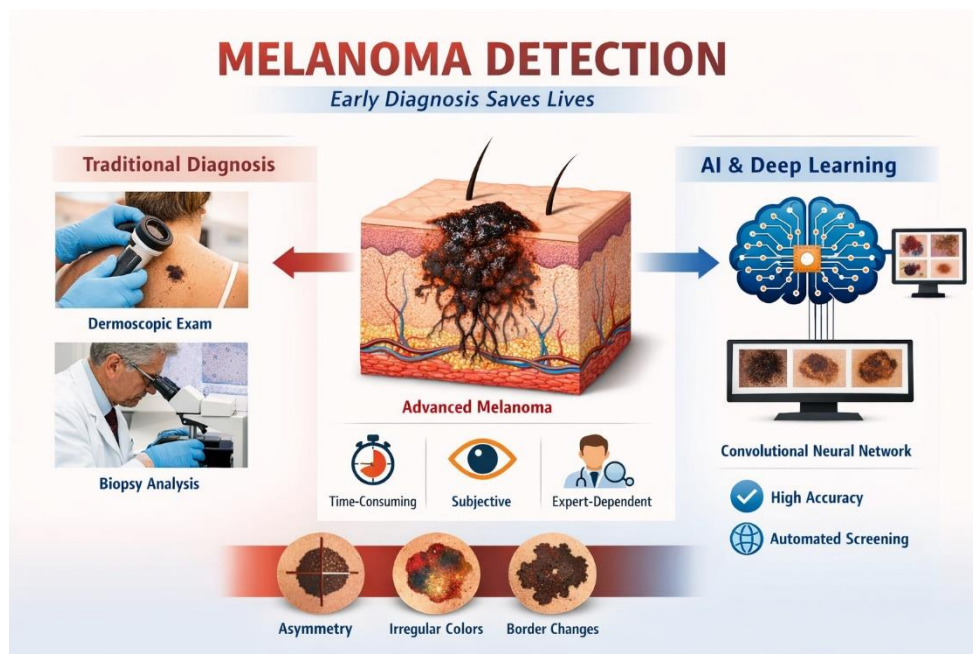 MELANOMA DETECTION
Early Diagnosis Saves Lives
Traditional Diagnosis
Dermoscopic Exam
Biopsy Analysis
Advanced Melanoma
Time-Consuming
Subjective
Expert-Dependent
AI & Deep Learning
Convolutional Neural Network
High Accuracy
Automated Screening
Asymmetry
Irregular Colors
Border Changes